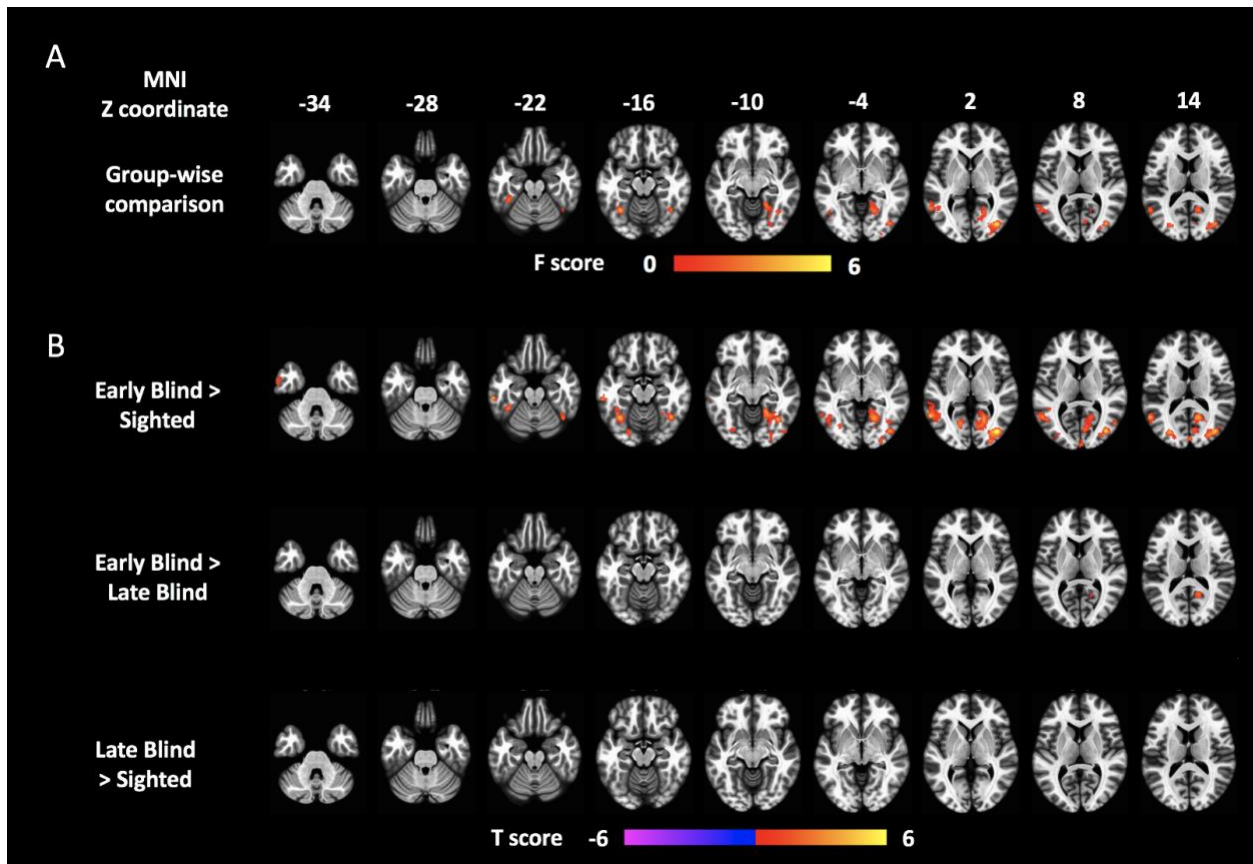 A
MNI
Z coordinate
-34 -28 -22 -16 -10 -4 2 8 14
Group-wise
comparison
F score 0 6
B
Early Blind >
Sighted
Early Blind >
Late Blind
Late Blind
> Sighted
T score -6 6